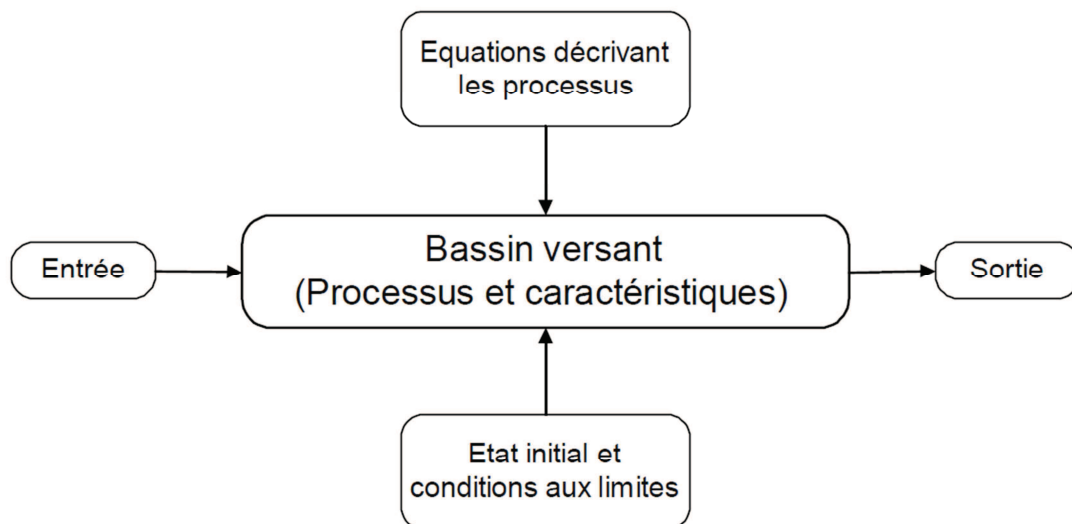 Equations décrivant
les processus
Entrée
Bassin versant
(Processus et caractéristiques)
Sortie
Etat initial et
conditions aux limites